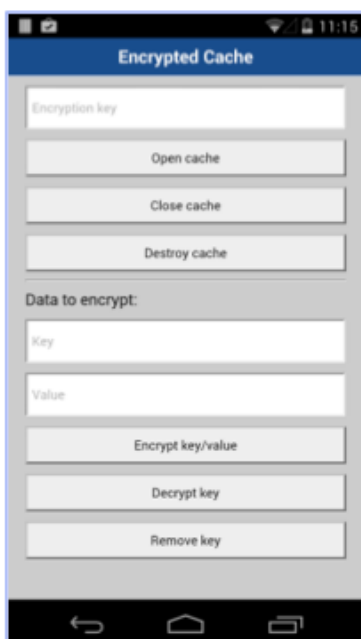 11:15
Encrypted Cache
Encryption key
Open cache
Close cache
Destroy cache
Data to encrypt:
Key
Value
Encrypt key/value
Decrypt key
Remove key